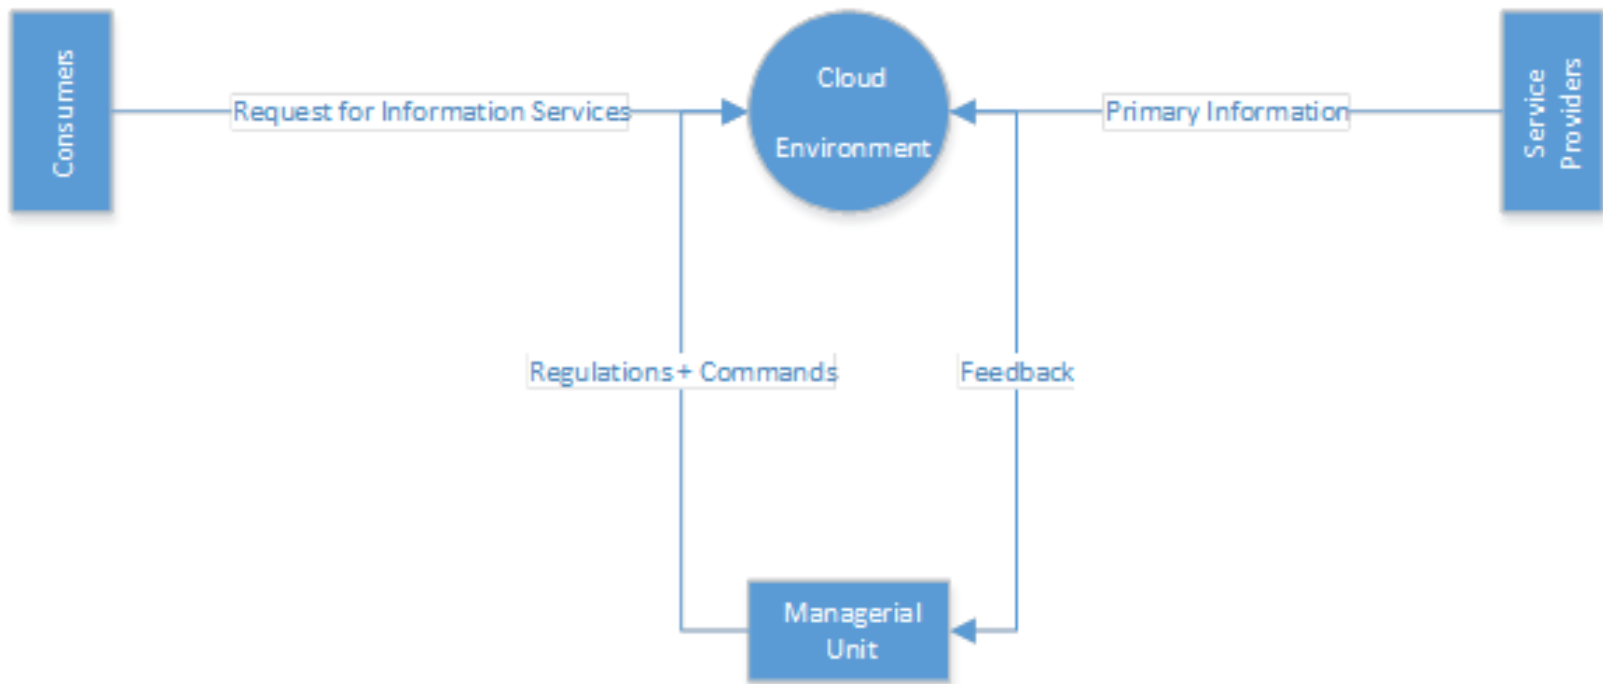 Consumers
Request for Information Services
Cloud
Environment
Primary Information
Service
Providers
Regulations + Commands
Feedback
Managerial
Unit